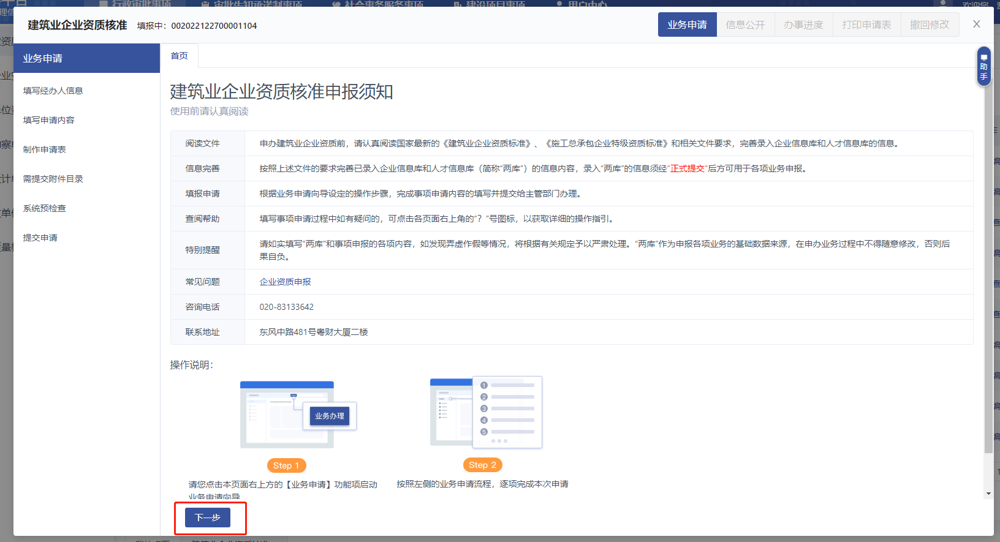 建筑业企业资质核准 填报中：002022122700001104
业务申请 信息公开 办事进度 打印申请表 撤回修改 X
业务申请
填写经办人信息
填写申请内容
制作申请表
需提交附件目录
系统预检查
提交申请
首页
助手
建筑业企业资质核准申报须知
使用前请认真阅读
阅读文件 申办建筑业企业资质前，请认真阅读国家最新的《建筑业企业资质标准》、《施工总承包企业特级资质标准》和相关文件要求，完善录入企业信息库和人才信息库的信息。
信息完善 按照上述文件的要求完善已录入企业信息库和人才信息库（简称“两库”）的信息内容，录入“两库”的信息须经“正式提交”后方可用于各项业务申报。
填报申请 根据业务申请向导设定的操作步骤，完成事项申请内容的填写并提交给主管部门办理。
查阅帮助 填写事项申请过程中如有疑问的，可点击各页面右上角的“？”号图标，以获取详细的操作指引。
特别提醒 请如实填写“两库”和事项申报的各项内容，如发现弄虚作假等情况，将根据有关规定予以严肃处理。“两库”作为申报各项业务的基础数据来源，在申办业务过程中不得随意修改，否则后
果自负。
常见问题 企业资质申报
咨询电话 020-83133642
联系地址 东风中路481号粤财大厦二楼
操作说明：
业务办理
1
2
3
4
5
Step 1
Step 2
请您点击本页面右上方的【业务申请】功能项启动
业务申请向导
按照左侧的业务申请流程，逐项完成本次申请
下一步